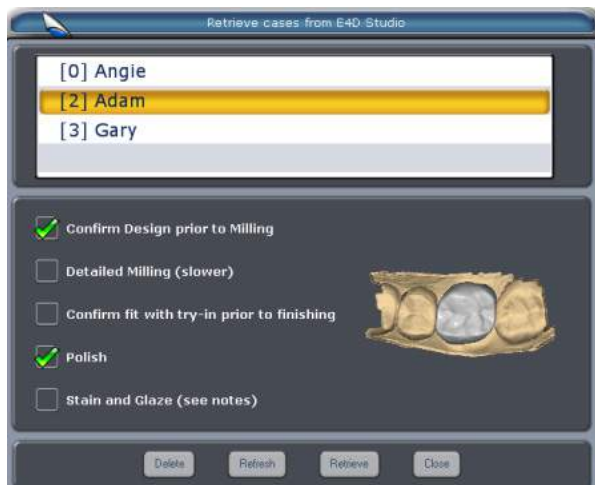 Retrieve cases from E4D Studio
[0] Angie
[2] Adam
[3] Gary
Confirm Design prior to Milling
Detailed Milling (slower)
Confirm fit with try-in prior to finishing
Polish
Stain and Glaze (see notes)
Delete Refresh Retrieve Close